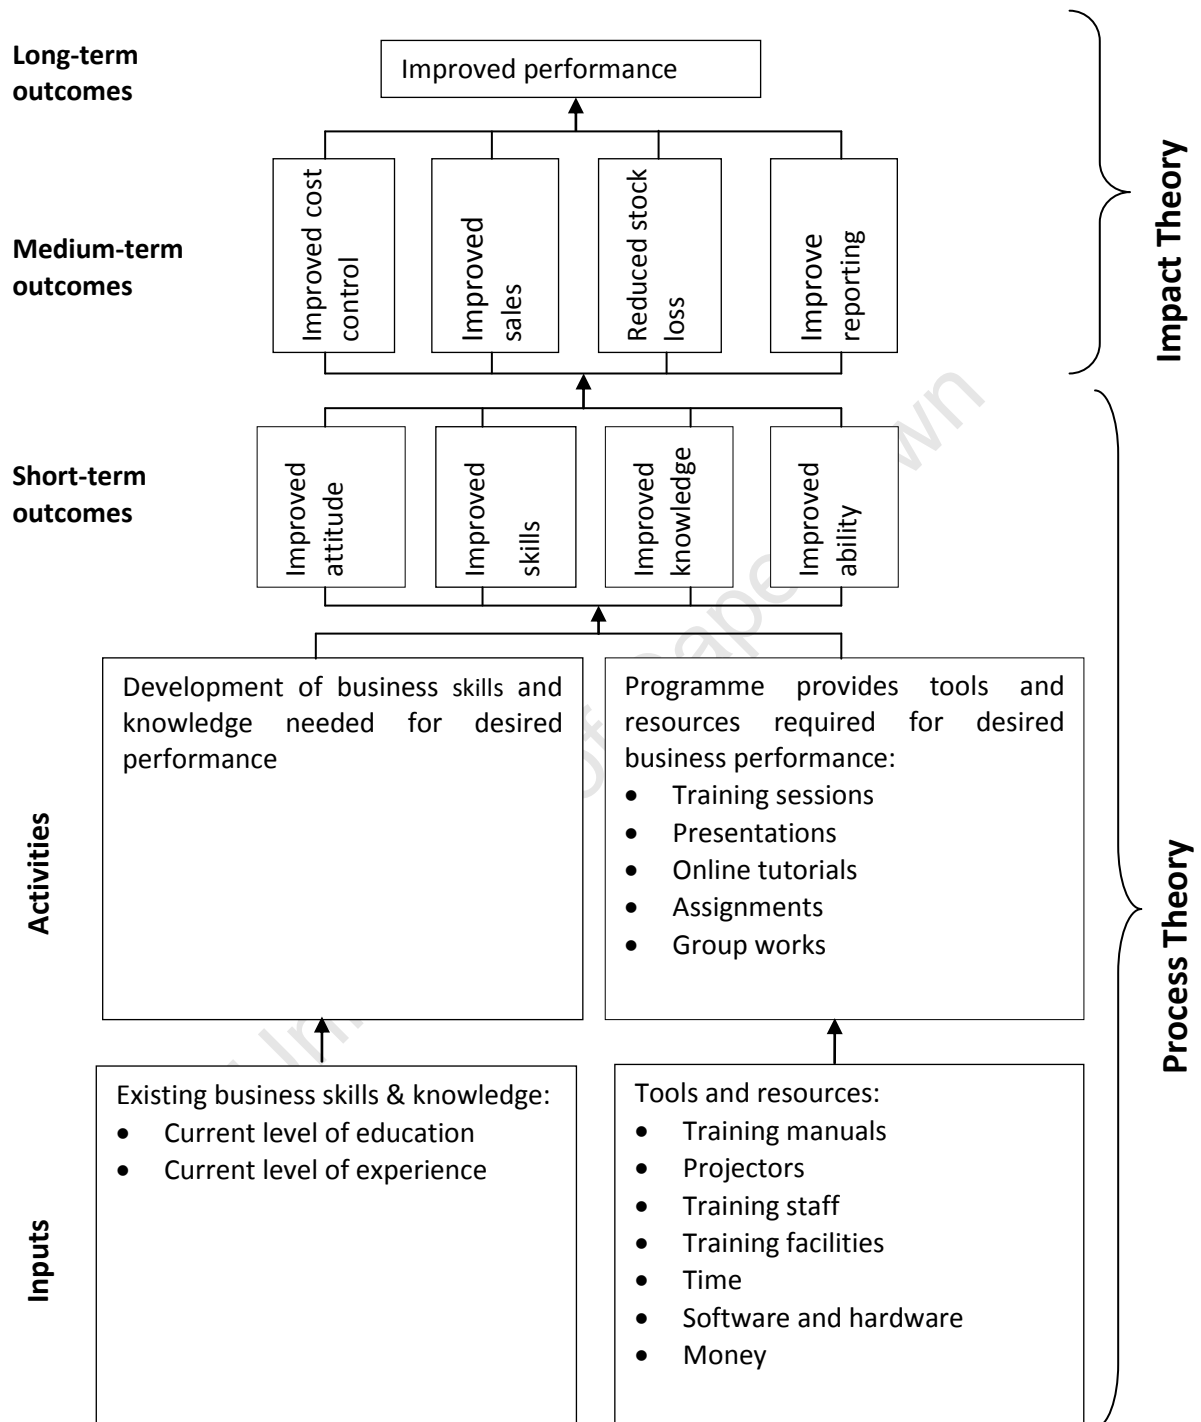 Long-term
outcomes
Improved performance
Medium-term
outcomes
Improved cost
control
Improved
sales
Reduced stock
loss
Improve
reporting
Impact Theory
Short-term
outcomes
Improved
attitude
Improved
skills
Improved
knowledge
Improved
ability
Activities
Development of business skills and
knowledge needed for desired
performance
Programme provides tools and
resources required for desired
business performance:
• Training sessions
• Presentations
• Online tutorials
• Assignments
• Group works
Process Theory
Inputs
Existing business skills & knowledge:
• Current level of education
• Current level of experience
Tools and resources:
• Training manuals
• Projectors
• Training staff
• Training facilities
• Time
• Software and hardware
• Money